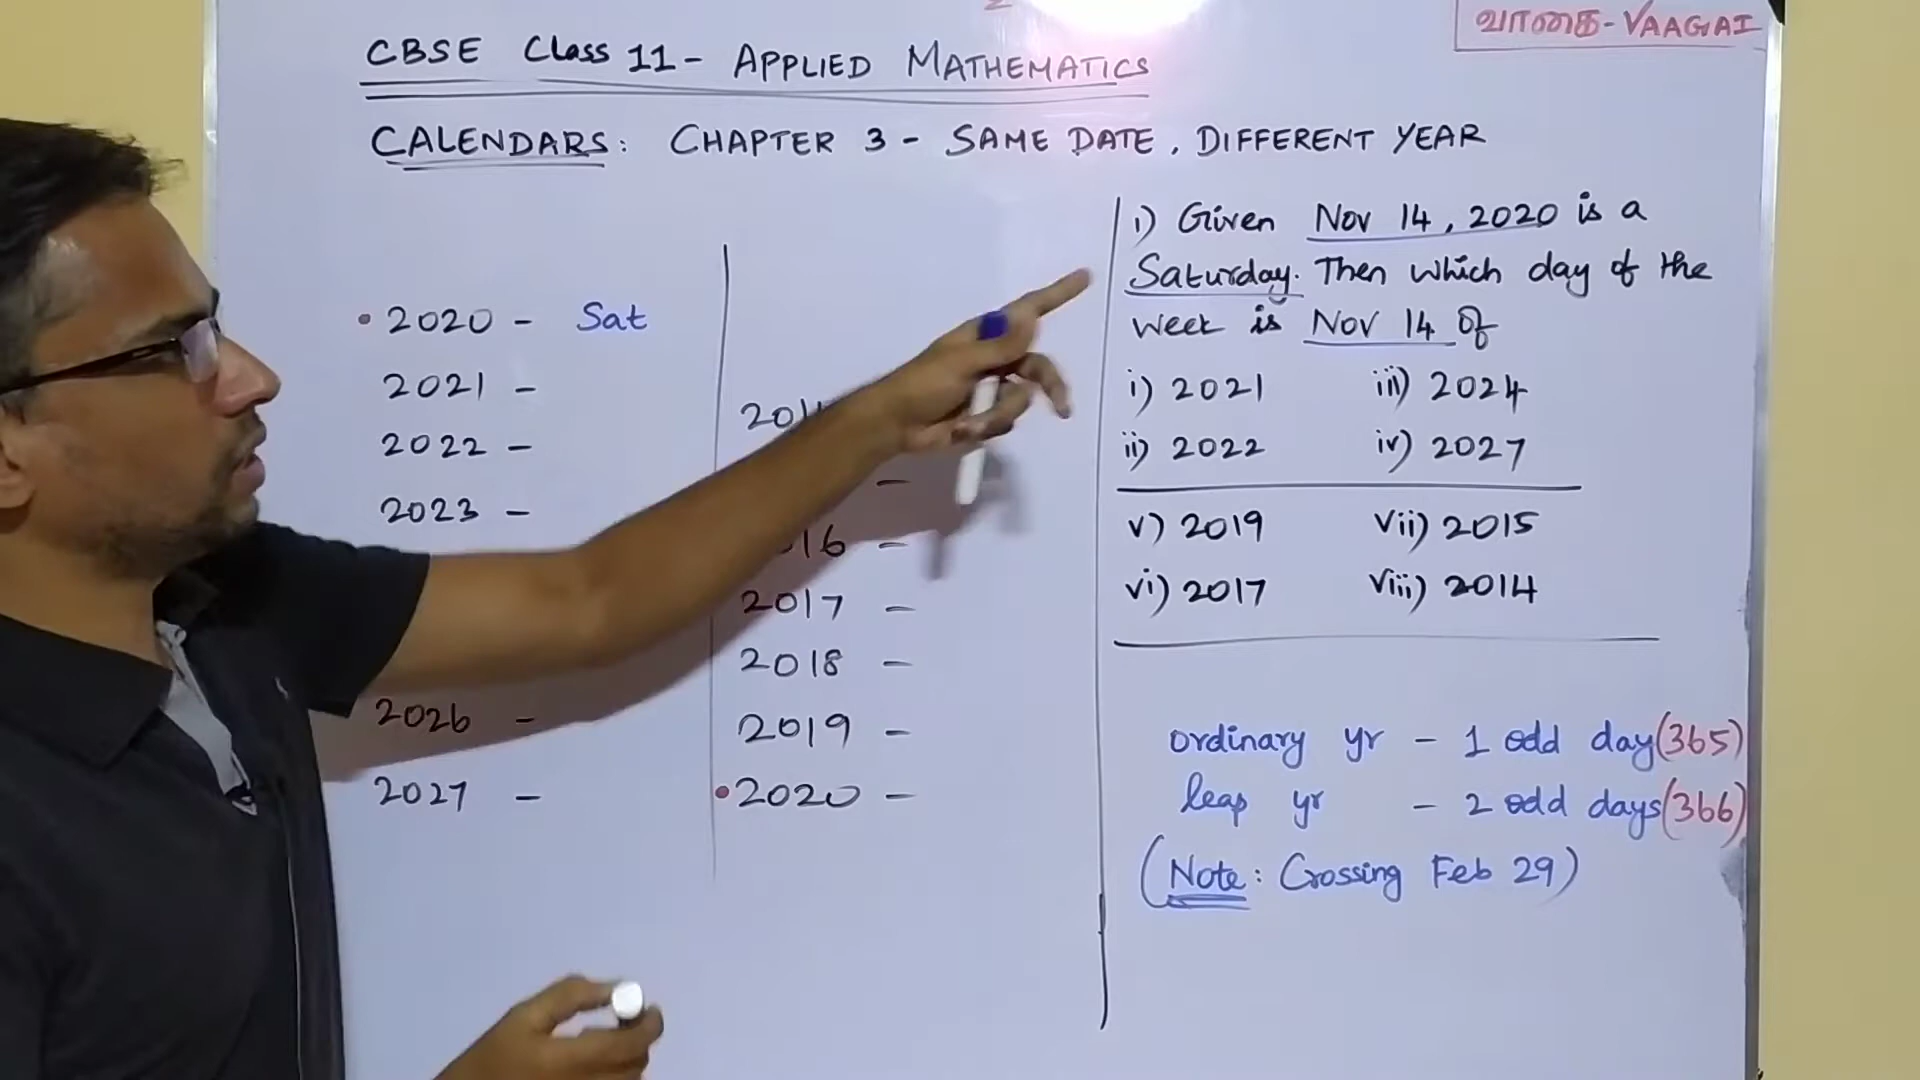 வாகை-VAAGAI
CBSE Class 11 - APPLIED MATHEMATICS
CALENDARS: CHAPTER 3 - SAME DATE, DIFFERENT YEAR
2020 - Sat
2021 -
2022 -
2023 -
2026 -
2027 -
-
16 -
2017 -
2018 -
2019 -
2020 -
1) Given Nov 14, 2020 is a
Saturday. Then which day of the
week is Nov 14 of
i) 2021 iii) 2024
ii) 2022 iv) 2027
v) 2019 vii) 2015
vi) 2017 viii) 2014
ordinary yr - 1 odd day (365)
leap yr - 2 odd days (366)
(Note: Crossing Feb 29)